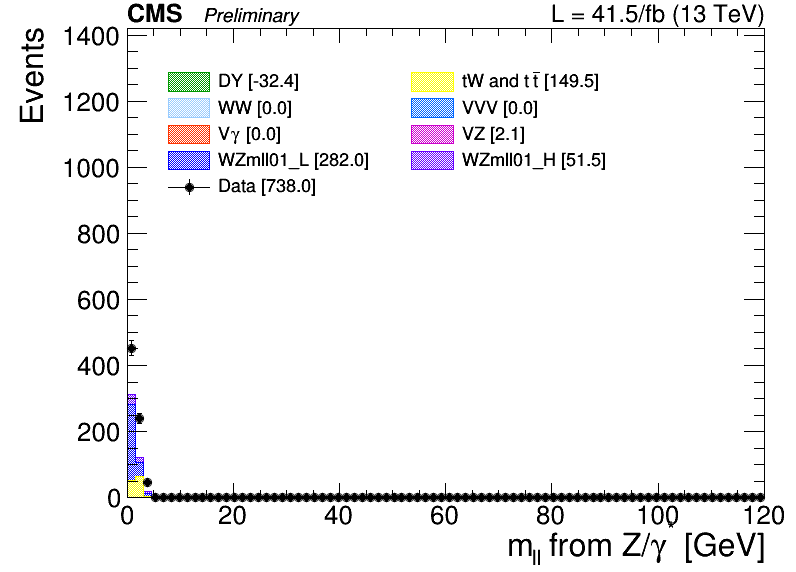 CMS Preliminary L = 41.5/fb (13 TeV)
Events
1400
1200
1000
800
600
400
200
0
DY [-32.4]
tW and tt̅ [149.5]
WW [0.0]
VVV [0.0]
Vγ [0.0]
VZ [2.1]
WZmll01_L [282.0]
WZmll01_H [51.5]
Data [738.0]
0 20 40 60 80 100 120
m_ll from Z/γ* [GeV]